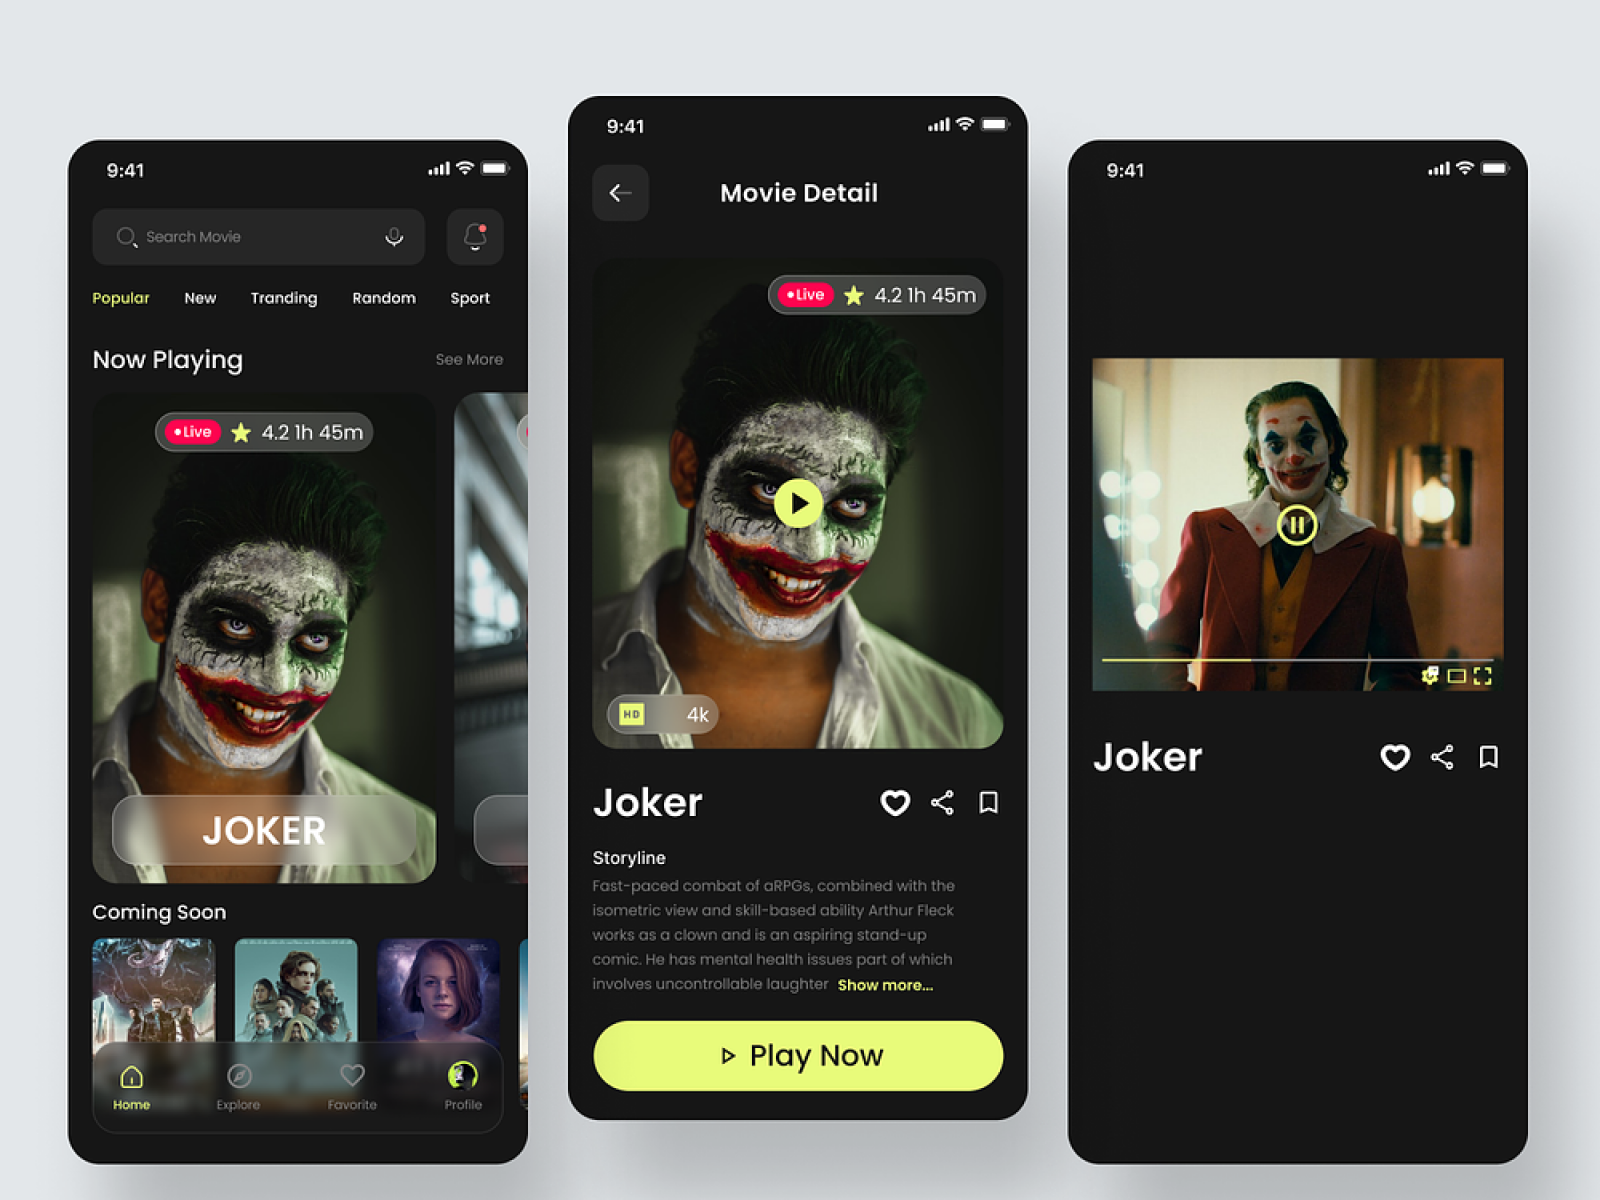 9:41
Search Movie
Popular New Tranding Random Sport
Now Playing See More
Live 4.2 1h 45m
JOKER
Coming Soon
Home Explore Favorite Profile
9:41
Movie Detail
Live 4.2 1h 45m
HD 4k
Joker
Storyline
Fast-paced combat of aRPGs, combined with the
isometric view and skill-based ability Arthur Fleck
works as a clown and is an aspiring stand-up
comic. He has mental health issues part of which
involves uncontrollable laughter Show more...
Play Now
9:41
Joker